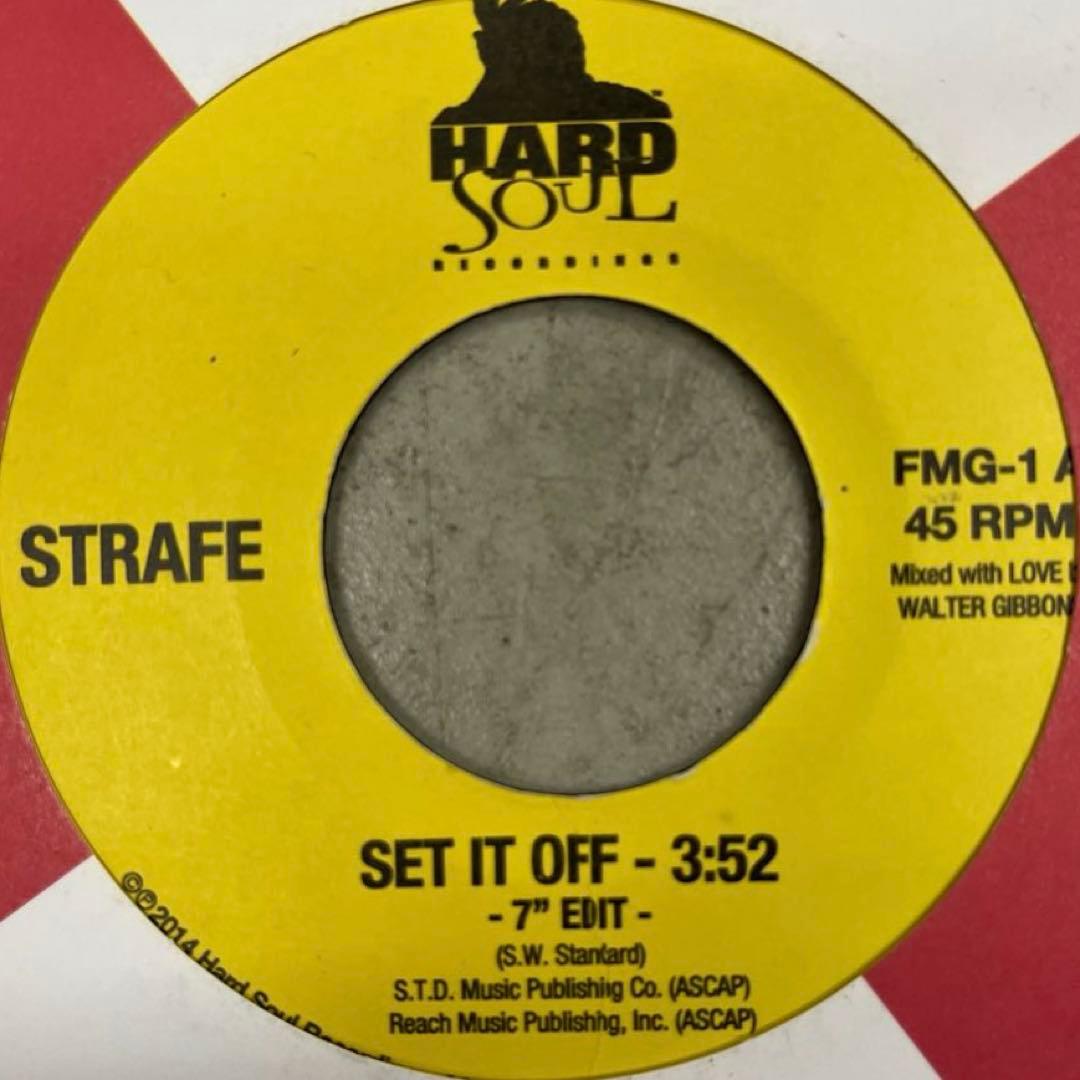 HARD
SOUL
RECORDINGS
STRAFE
FMG-1 A
45 RPM
Mixed with LOVE
WALTER GIBBON
SET IT OFF - 3:52
- 7” EDIT -
(S.W. Standard)
S.T.D. Music Publishing Co. (ASCAP)
Reach Music Publishing, Inc. (ASCAP)
©℗2014 Hard Soul